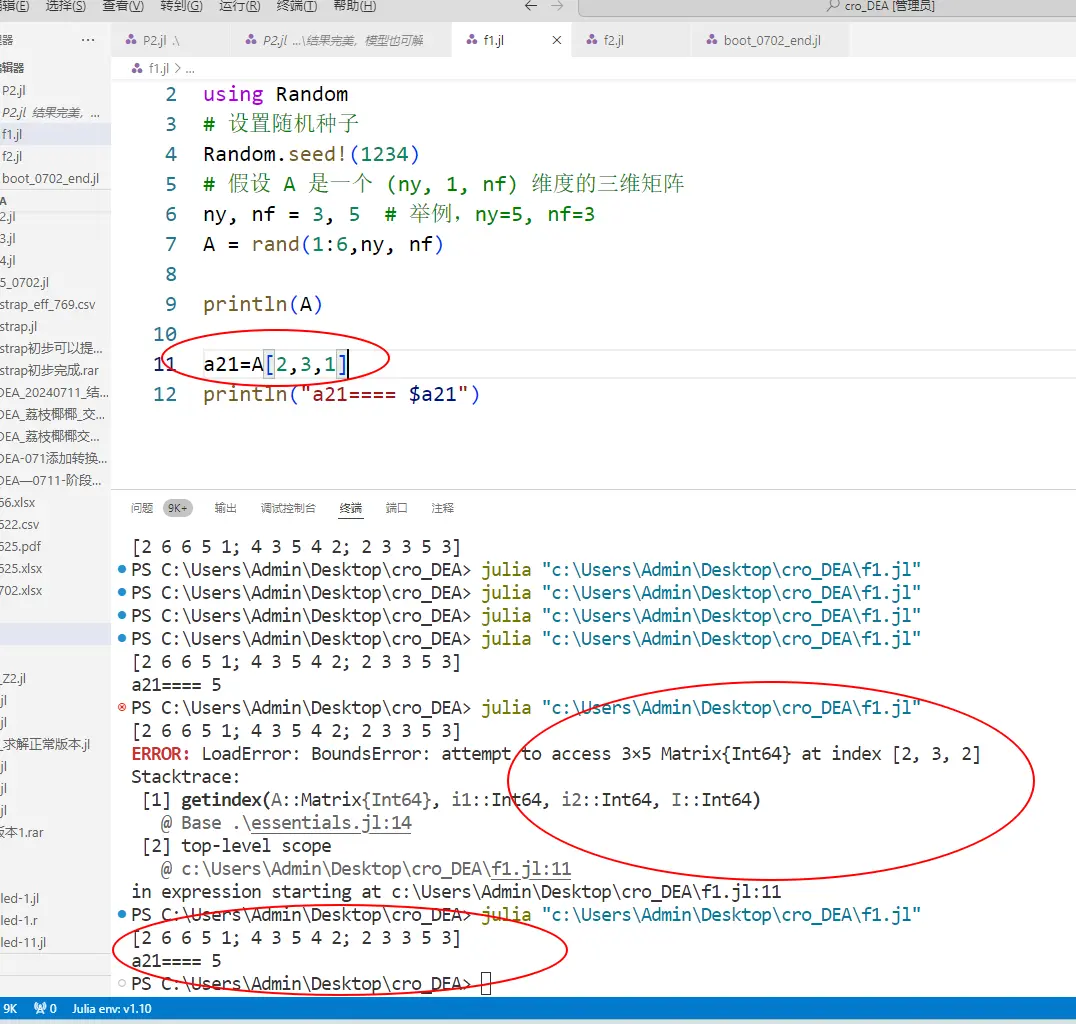 编辑(E) 选择(S) 查看(V) 转到(G) 运行(R) 终端(T) 帮助(H) ← → cro_DEA [管理员]
器 ··· P2.jl .\ P2.jl ...\结果完美，模型也可解 f1.jl × f2.jl boot_0702_end.jl
编辑器
f1.jl > ...
P2.jl
P2.jl 结果完美，...
f1.jl
f2.jl
boot_0702_end.jl
A
2.jl
3.jl
4.jl
5_0702.jl
strap_eff_769.csv
strap.jl
strap初步可以提...
strap初步完成.rar
DEA_20240711_结...
DEA_荔枝椰椰_交...
DEA_荔枝椰椰交...
DEA-071添加转换...
DEA—0711-阶段...
66.xlsx
522.csv
625.pdf
625.xlsx
702.xlsx
_Z2.jl
jl
jl
_求解正常版本.jl
jl
jl
jl
版本1.rar
led-1.jl
led-1.r
led-11.jl
2 using Random
3 # 设置随机种子
4 Random.seed!(1234)
5 # 假设 A 是一个 (ny, 1, nf) 维度的三维矩阵
6 ny, nf = 3, 5 # 举例，ny=5, nf=3
7 A = rand(1:6,ny, nf)
8
9 println(A)
10
11 a21=A[2,3,1]
12 println("a21==== $a21")
问题 9K+ 输出 调试控制台 终端 端口 注释
[2 6 6 5 1; 4 3 5 4 2; 2 3 3 5 3]
PS C:\Users\Admin\Desktop\cro_DEA> julia "c:\Users\Admin\Desktop\cro_DEA\f1.jl"
PS C:\Users\Admin\Desktop\cro_DEA> julia "c:\Users\Admin\Desktop\cro_DEA\f1.jl"
PS C:\Users\Admin\Desktop\cro_DEA> julia "c:\Users\Admin\Desktop\cro_DEA\f1.jl"
PS C:\Users\Admin\Desktop\cro_DEA> julia "c:\Users\Admin\Desktop\cro_DEA\f1.jl"
[2 6 6 5 1; 4 3 5 4 2; 2 3 3 5 3]
a21==== 5
PS C:\Users\Admin\Desktop\cro_DEA> julia "c:\Users\Admin\Desktop\cro_DEA\f1.jl"
[2 6 6 5 1; 4 3 5 4 2; 2 3 3 5 3]
ERROR: LoadError: BoundsError: attempt to access 3×5 Matrix{Int64} at index [2, 3, 2]
Stacktrace:
[1] getindex(A::Matrix{Int64}, i1::Int64, i2::Int64, I::Int64)
@ Base .\essentials.jl:14
[2] top-level scope
@ c:\Users\Admin\Desktop\cro_DEA\f1.jl:11
in expression starting at c:\Users\Admin\Desktop\cro_DEA\f1.jl:11
PS C:\Users\Admin\Desktop\cro_DEA> julia "c:\Users\Admin\Desktop\cro_DEA\f1.jl"
[2 6 6 5 1; 4 3 5 4 2; 2 3 3 5 3]
a21==== 5
PS C:\Users\Admin\Desktop\cro_DEA>
9K 0 Julia env: v1.10